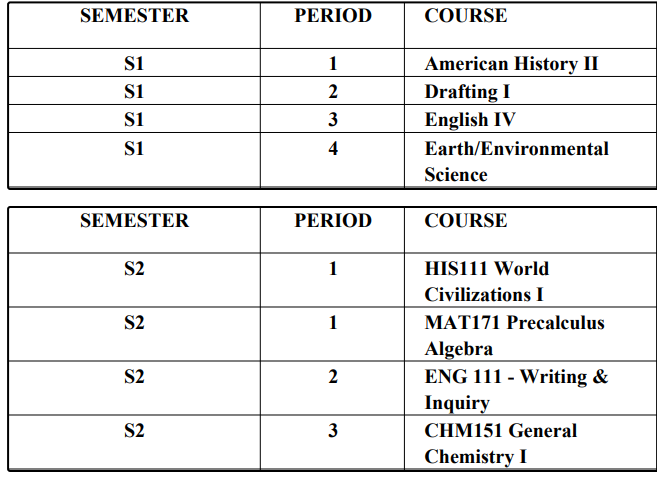 SEMESTER PERIOD COURSE
S1 1 American History II
S1 2 Drafting I
S1 3 English IV
S1 4 Earth/Environmental
Science
SEMESTER PERIOD COURSE
S2 1 HIS111 World
Civilizations I
S2 1 MAT171 Precalculus
Algebra
S2 2 ENG 111 - Writing &
Inquiry
S2 3 CHM151 General
Chemistry I